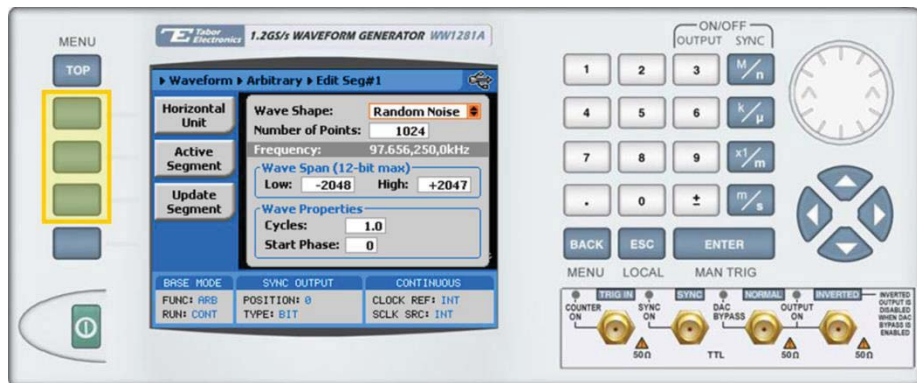 MENU
TOP
Tabor Electronics
1.2GS/s WAVEFORM GENERATOR WW1281A
Waveform Arbitrary Edit Seg#1
Horizontal Unit
Active Segment
Update Segment
Wave Shape: Random Noise
Number of Points: 1024
Frequency: 97.656,250,0kHz
Wave Span (12-bit max)
Low: -2048 High: +2047
Wave Properties
Cycles: 1.0
Start Phase: 0
BASE MODE
FUNC: ARB
RUN: CONT
SYNC OUTPUT
POSITION: 0
TYPE: BIT
CONTINUOUS
CLOCK REF: INT
SCLK SRC: INT
ON/OFF
OUTPUT SYNC
1 2 3 M/n
4 5 6 k/μ
7 8 9 x1/m
. 0 ± m/s
BACK ESC ENTER
MENU LOCAL MAN TRIG
TRIG IN SYNC NORMAL INVERTED
COUNTER ON
SYNC ON
DAC BYPASS
OUTPUT ON
INVERTED OUTPUT IS DISABLED WHEN DAC BYPASS IS ENABLED
50Ω TTL 50Ω 50Ω